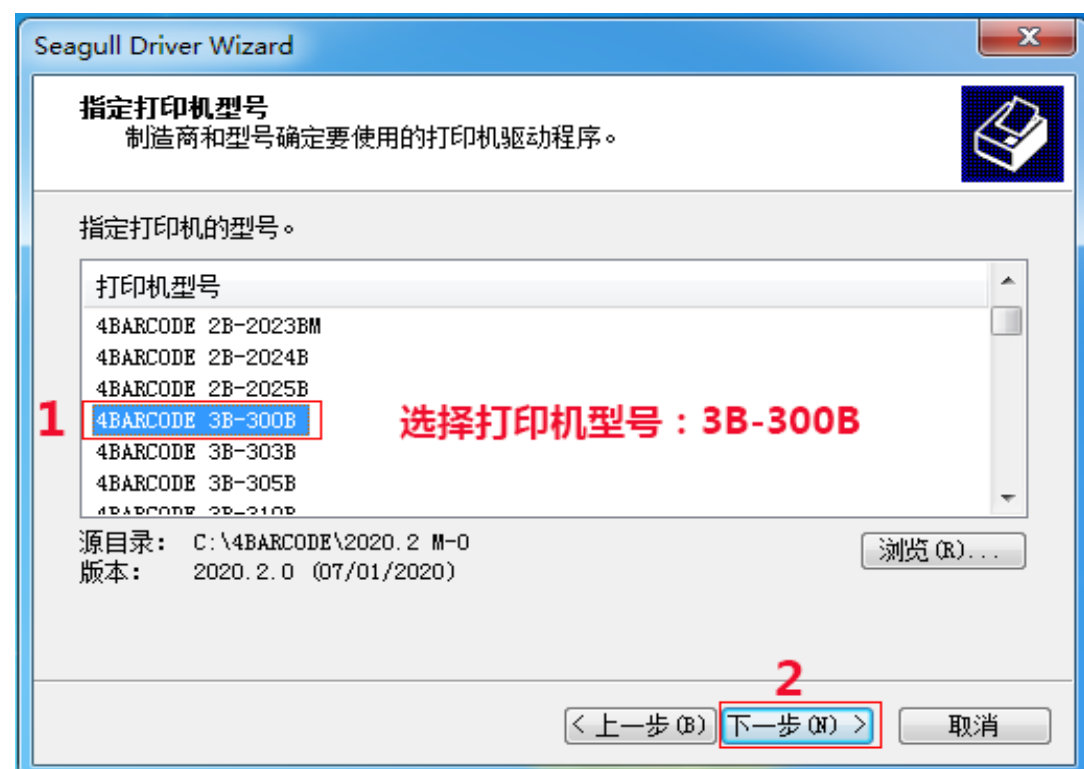 Seagull Driver Wizard
指定打印机型号
制造商和型号确定要使用的打印机驱动程序。
指定打印机的型号。
打印机型号
4BARCODE 2B-2023BM
4BARCODE 2B-2024B
4BARCODE 2B-2025B
1 4BARCODE 3B-300B 选择打印机型号：3B-300B
4BARCODE 3B-303B
4BARCODE 3B-305B
4BARCODE 3B-310B
源目录： C:\4BARCODE\2020.2 M-0 浏览(R)...
版本： 2020.2.0 (07/01/2020)
2
< 上一步(B) 下一步(N) > 取消